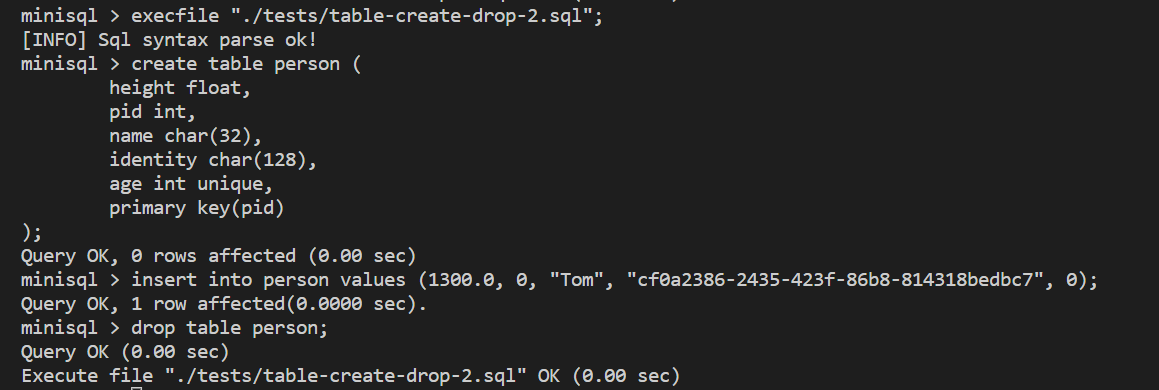 minisql > execfile "./tests/table-create-drop-2.sql";
[INFO] Sql syntax parse ok!
minisql > create table person (
height float,
pid int,
name char(32),
identity char(128),
age int unique,
primary key(pid)
);
Query OK, 0 rows affected (0.00 sec)
minisql > insert into person values (1300.0, 0, "Tom", "cf0a2386-2435-423f-86b8-814318bedbc7", 0);
Query OK, 1 row affected(0.0000 sec).
minisql > drop table person;
Query OK (0.00 sec)
Execute file "./tests/table-create-drop-2.sql" OK (0.00 sec)